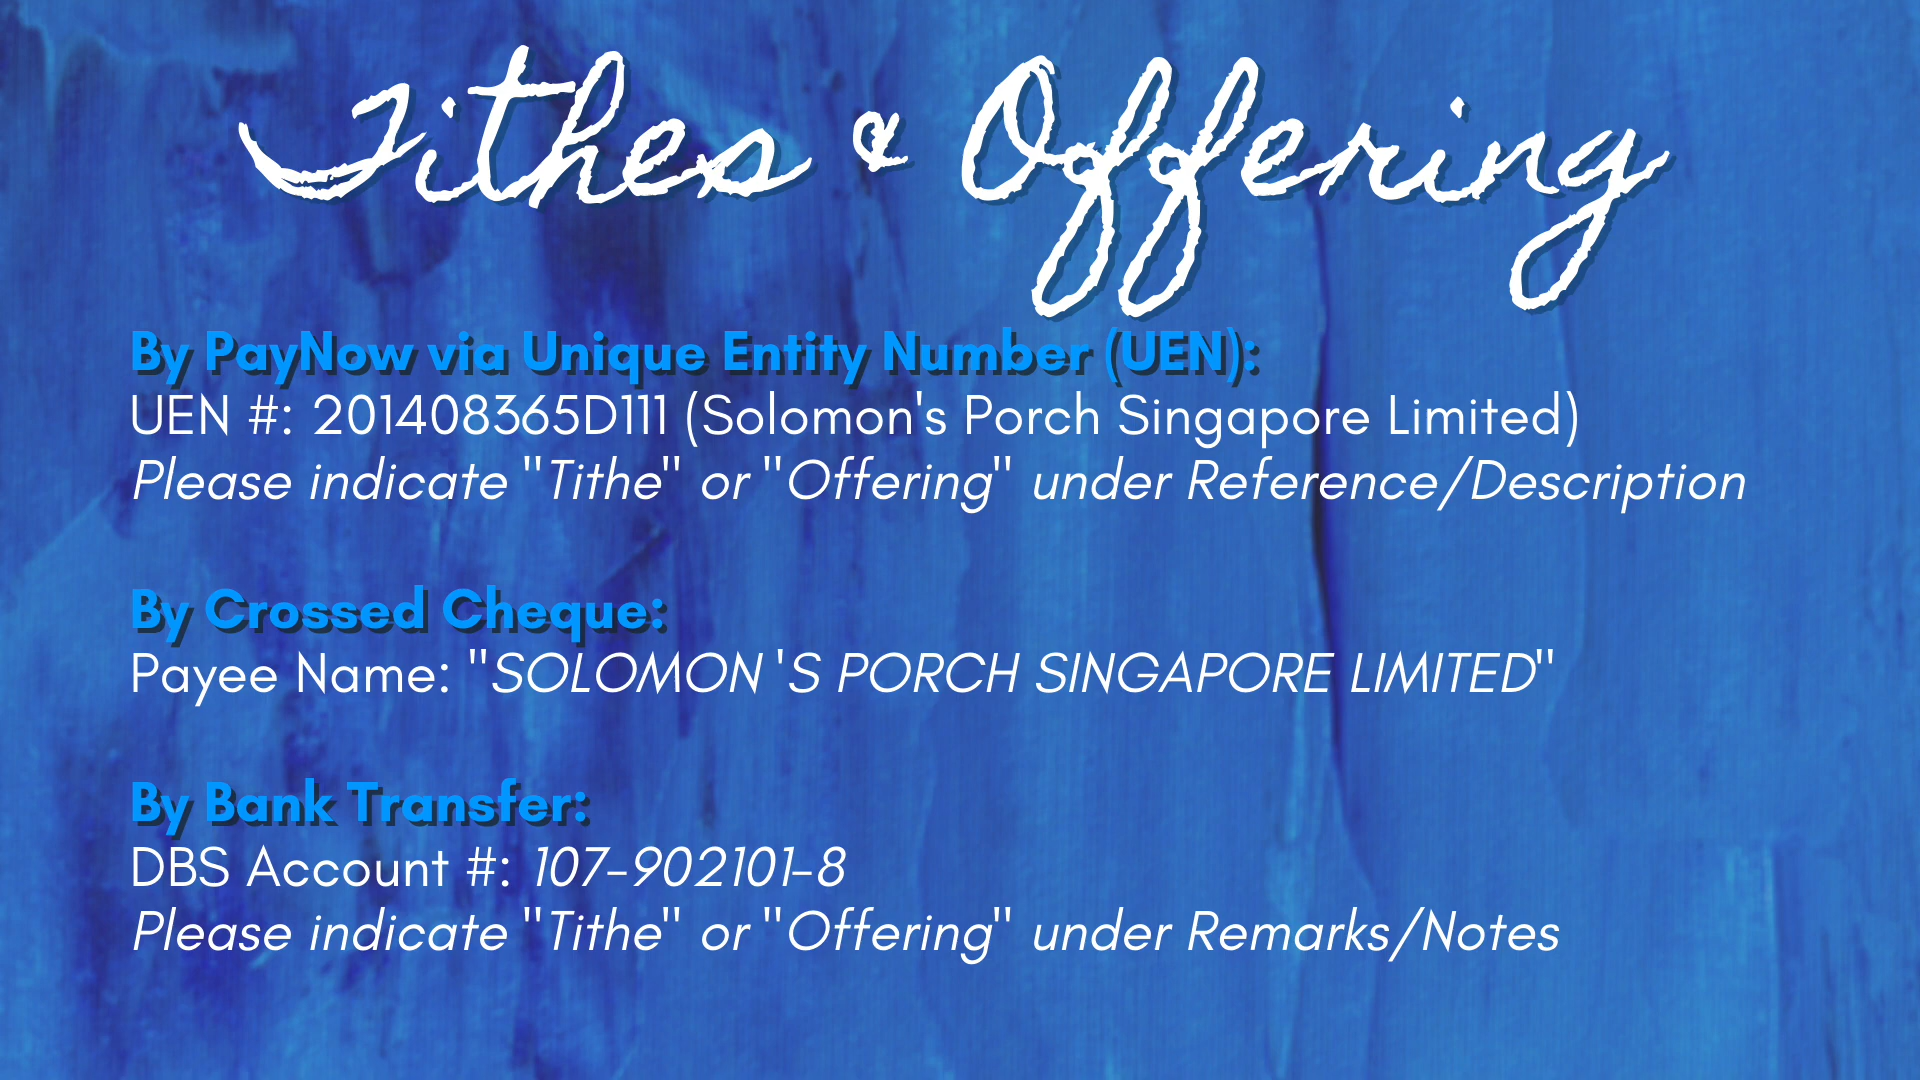 Tithes & Offering
By PayNow via Unique Entity Number (UEN):
UEN #: 201408365D111 (Solomon's Porch Singapore Limited)
Please indicate "Tithe" or "Offering" under Reference/Description
By Crossed Cheque:
Payee Name: "SOLOMON'S PORCH SINGAPORE LIMITED"
By Bank Transfer:
DBS Account #: 107-902101-8
Please indicate "Tithe" or "Offering" under Remarks/Notes